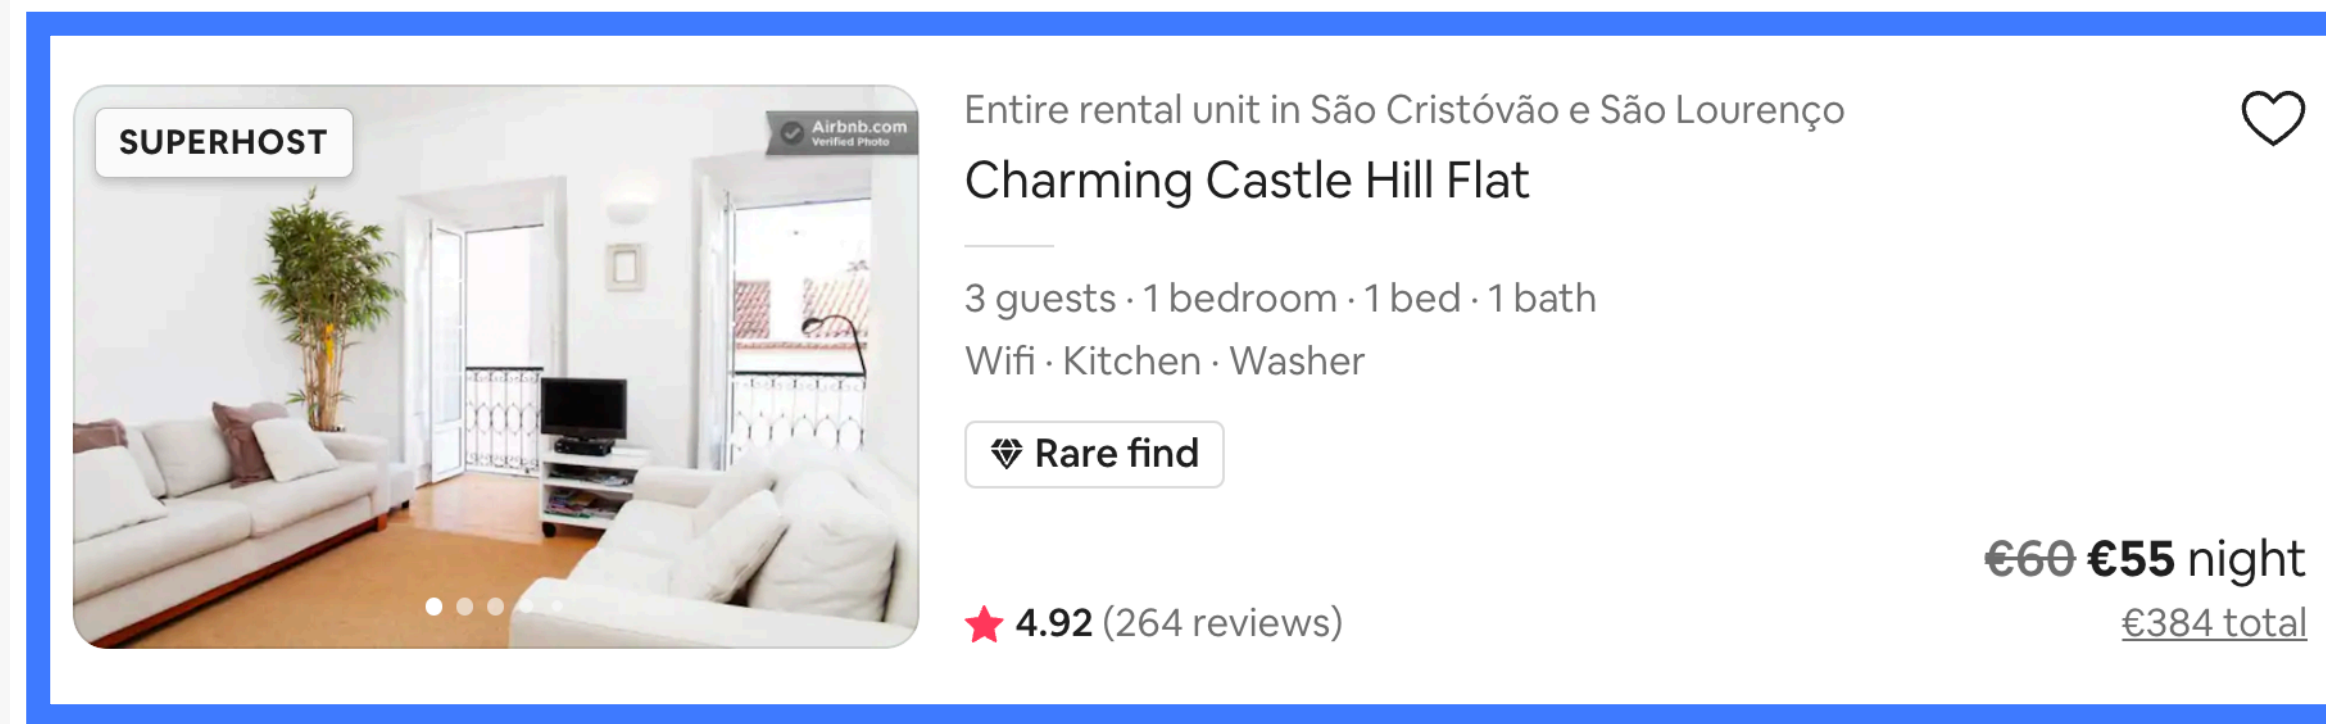 SUPERHOST
Airbnb.com
Verified Photo
Entire rental unit in São Cristóvão e São Lourenço
Charming Castle Hill Flat
3 guests · 1 bedroom · 1 bed · 1 bath
Wifi · Kitchen · Washer
Rare find
4.92 (264 reviews)
€60 €55 night
€384 total